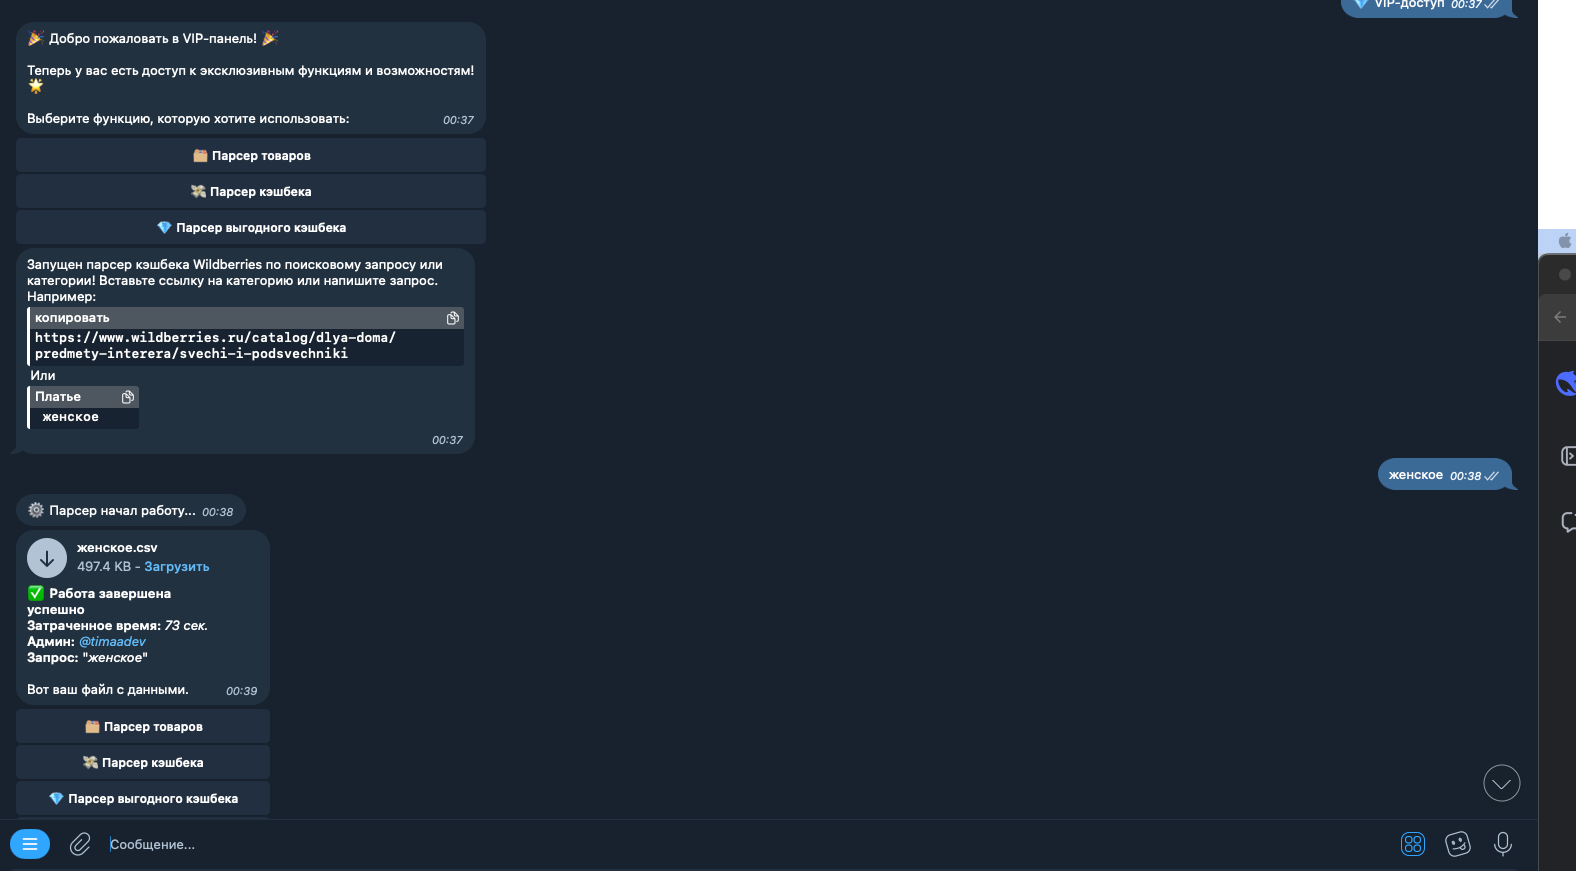 VIP-доступ 00:37
Добро пожаловать в VIP-панель!
Теперь у вас есть доступ к эксклюзивным функциям и возможностям!
Выберите функцию, которую хотите использовать: 00:37
Парсер товаров
Парсер кэшбека
Парсер выгодного кэшбека
Запущен парсер кэшбека Wildberries по поисковому запросу или
категории! Вставьте ссылку на категорию или напишите запрос.
Например:
копировать
https://www.wildberries.ru/catalog/dlya-doma/
predmety-interera/svechi-i-podsvechniki
Или
Платье
женское
00:37
женское 00:38
Парсер начал работу... 00:38
женское.csv
497.4 KB - Загрузить
Работа завершена
успешно
Затраченное время: 73 сек.
Админ: @timaadev
Запрос: "женское"
Вот ваш файл с данными. 00:39
Парсер товаров
Парсер кэшбека
Парсер выгодного кэшбека
Сообщение...